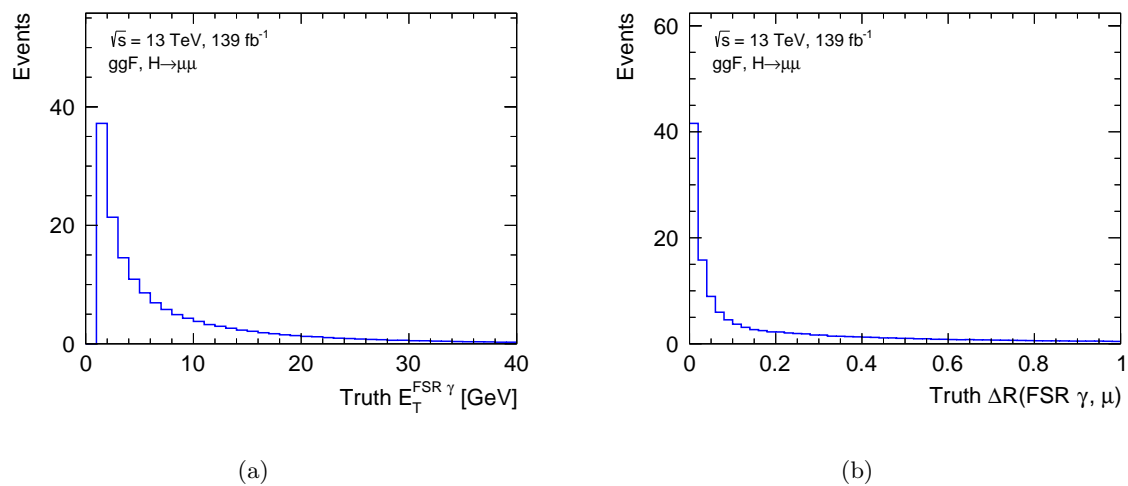 Events
√s = 13 TeV, 139 fb⁻¹
ggF, H→μμ
40
20
0
0 10 20 30 40
Truth E_T^{FSR γ} [GeV]
(a)
Events
60
√s = 13 TeV, 139 fb⁻¹
ggF, H→μμ
40
20
0
0 0.2 0.4 0.6 0.8 1
Truth ΔR(FSR γ, μ)
(b)